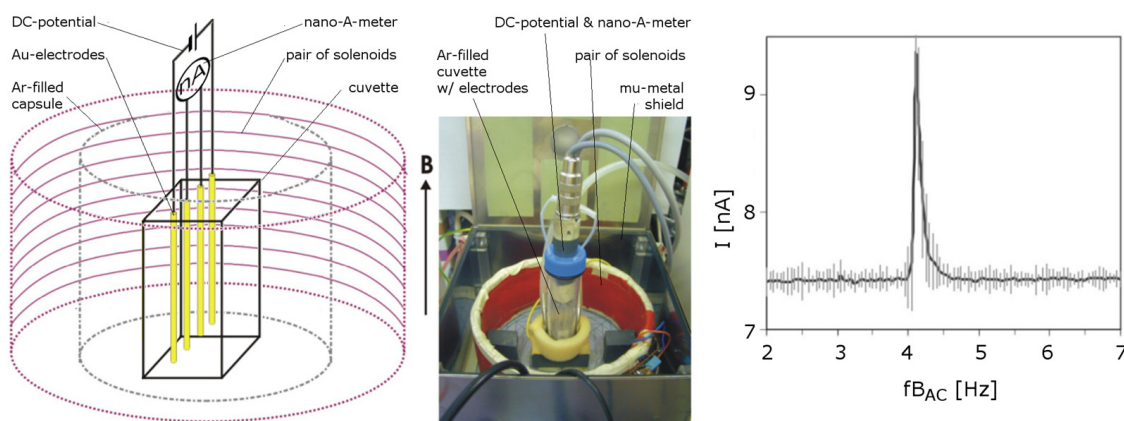 DC-potential
nano-A-meter
Au-electrodes
pair of solenoids
Ar-filled
capsule
cuvette
nA
DC-potential & nano-A-meter
Ar-filled
cuvette
w/ electrodes
pair of solenoids
mu-metal
shield
B
I [nA]
9
8
7
2
3
4
5
6
7
fB_AC [Hz]